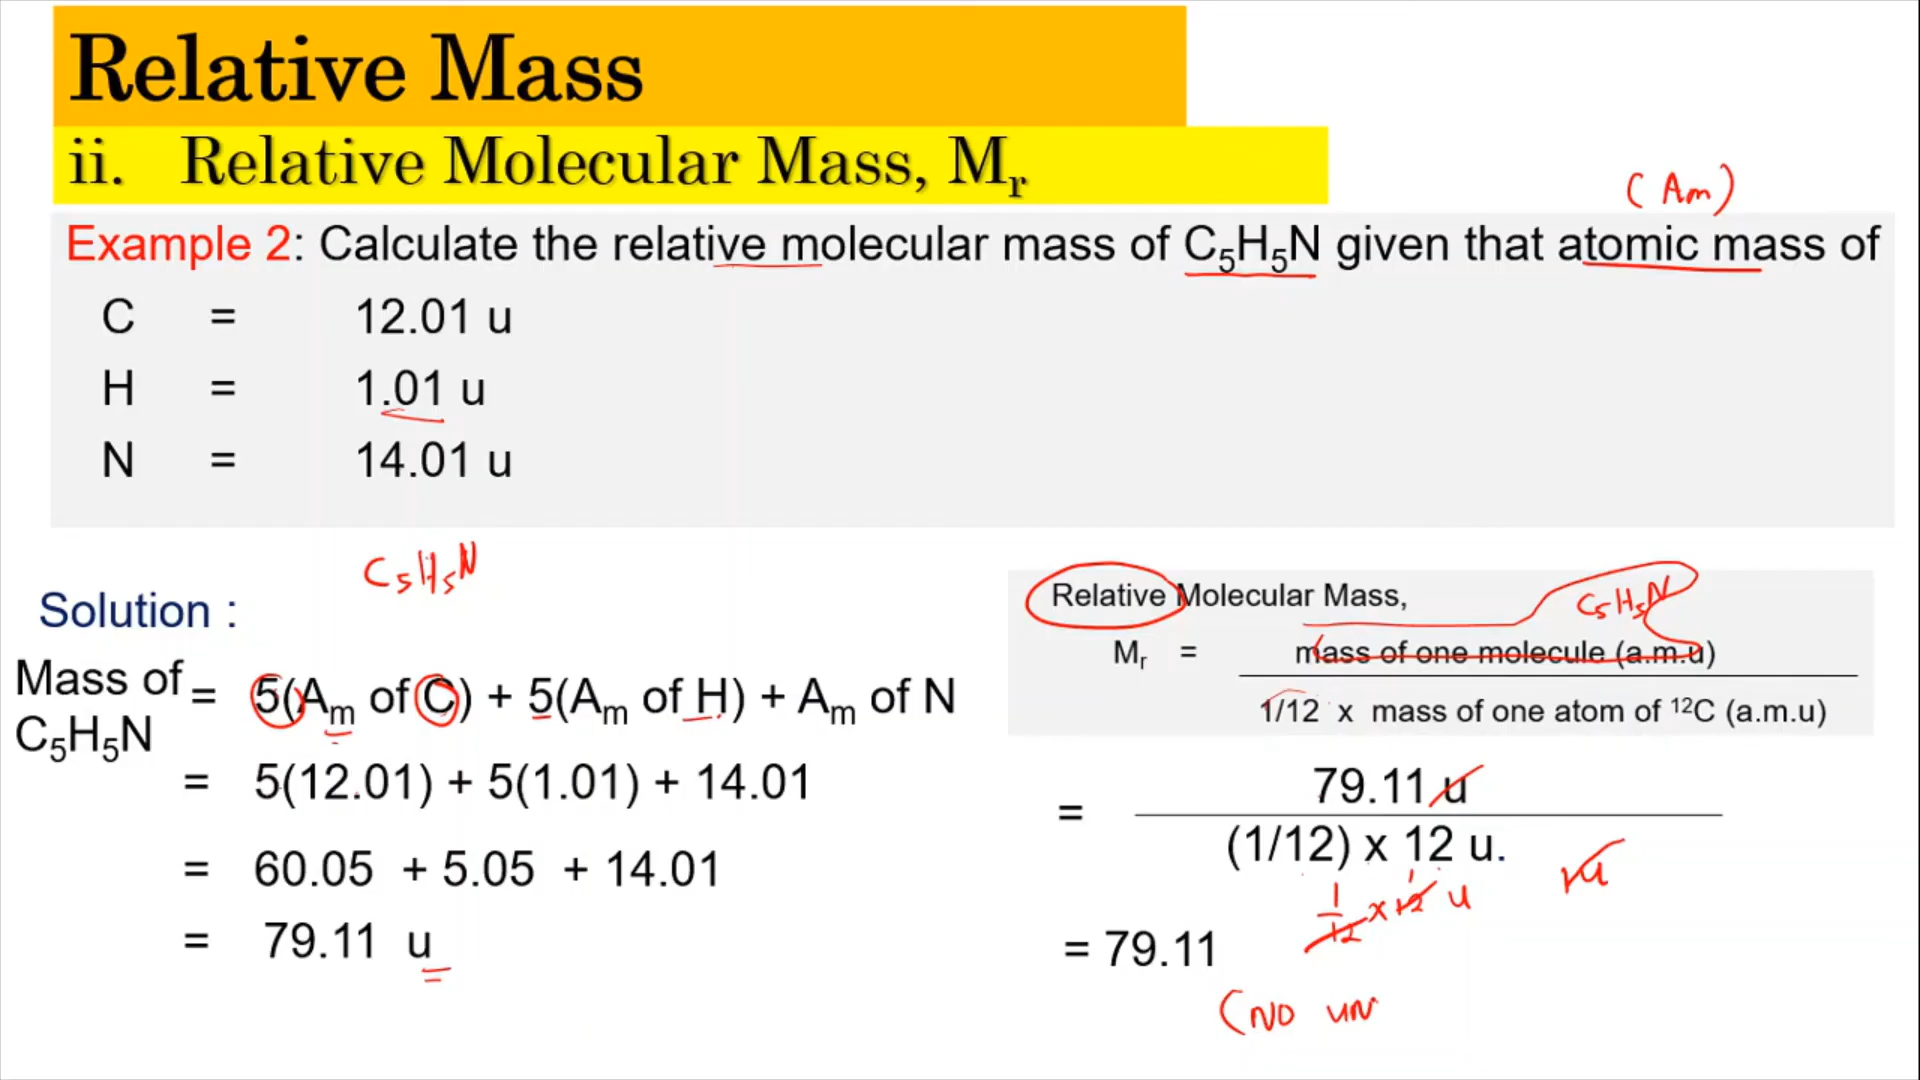 Relative Mass
ii. Relative Molecular Mass, Mr
(Am)
Example 2: Calculate the relative molecular mass of C5H5N given that atomic mass of
C = 12.01 u
H = 1.01 u
N = 14.01 u
C5H5N
Solution :
Mass of C5H5N = 5(Am of C) + 5(Am of H) + Am of N
= 5(12.01) + 5(1.01) + 14.01
= 60.05 + 5.05 + 14.01
= 79.11 u
Relative Molecular Mass,
C5H5N
Mr = mass of one molecule (a.m.u)
1/12 x mass of one atom of 12C (a.m.u)
= 79.11 u
(1/12) x 12 u.
1/12 x 12 1 u
u
= 79.11
(NO UN